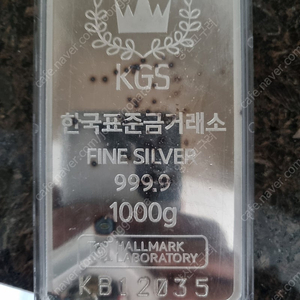 KGS
한국표준금거래소
FINE SILVER
999.9
1000g
HALLMARK
LABORATORY
KB12035